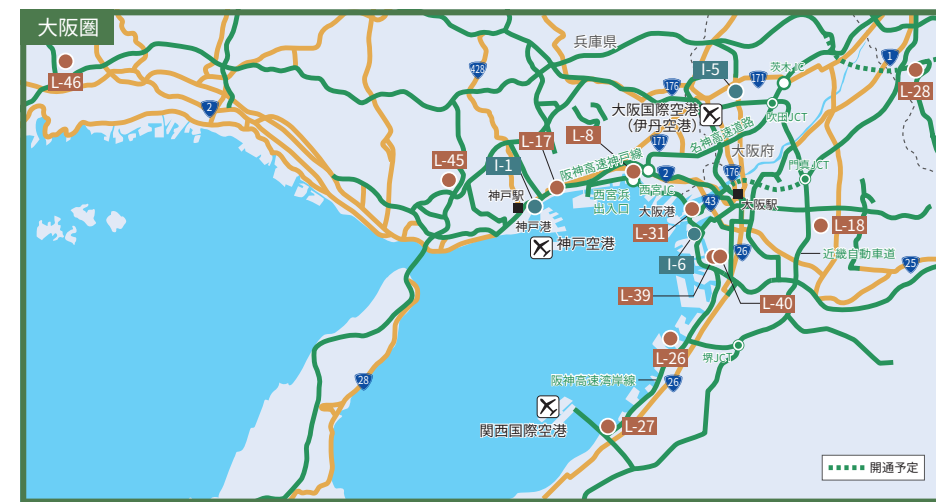 大阪圏
兵庫県
1
L-46
428
I-5
171
茨木JC
2
176
L-28
大阪国際空港
（伊丹空港）
吹田JCT
L-17
L-8
名神高速道路
171
大阪府
L-45
I-1
阪神高速神戸線
門真JCT
2
176
神戸駅
西宮浜
出入口
西宮JC
43
大阪駅
大阪港
神戸港
L-31
L-18
神戸空港
26
近畿自動車道
I-6
25
L-39
L-40
L-26
堺JCT
28
阪神高速湾岸線
26
関西国際空港
L-27
開通予定